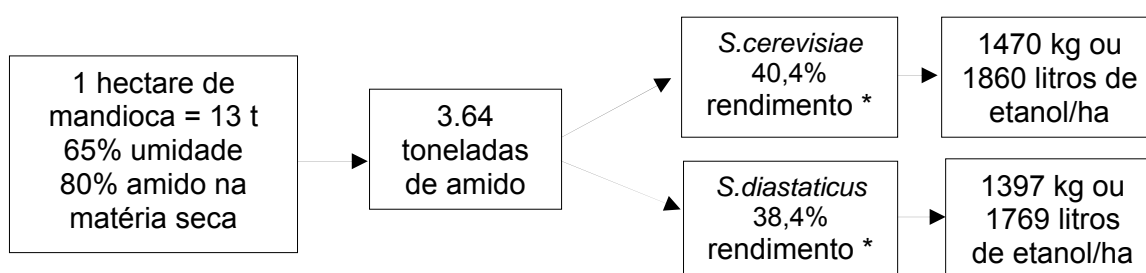 1 hectare de
mandioca = 13 t
65% umidade
80% amido na
matéria seca
3.64
toneladas
de amido
S.cerevisiae
40,4%
rendimento *
1470 kg ou
1860 litros de
etanol/ha
S.diastaticus
38,4%
rendimento *
1397 kg ou
1769 litros
de etanol/ha